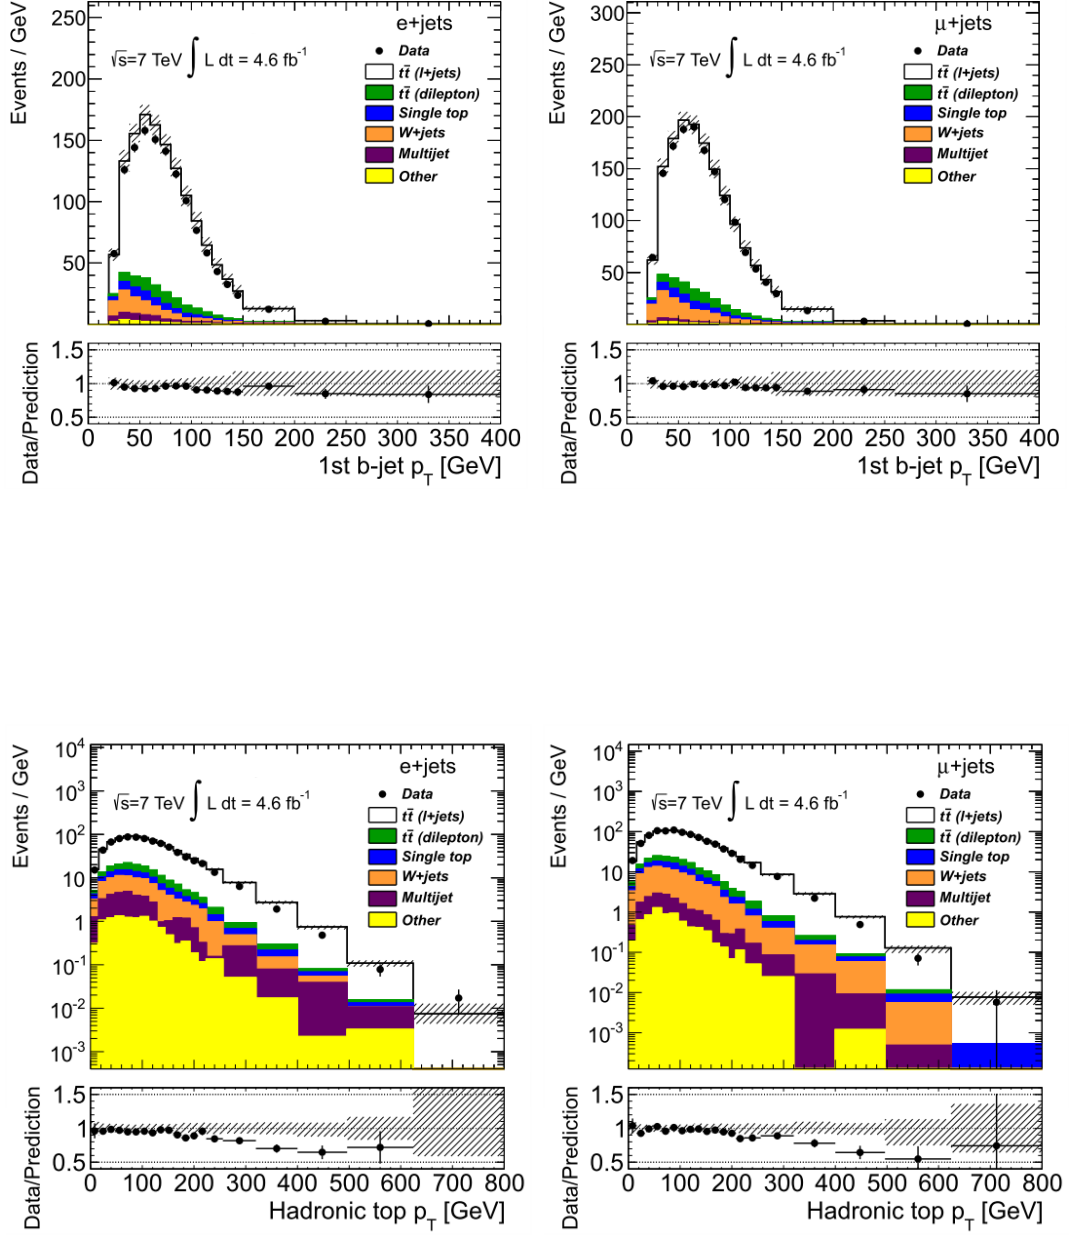 e+jets
√s=7 TeV ∫ L dt = 4.6 fb⁻¹
Data
tt̄ (l+jets)
tt̄ (dilepton)
Single top
W+jets
Multijet
Other
Events / GeV
250
200
150
100
50
Data/Prediction
1.5
1
0.5
0 50 100 150 200 250 300 350 400
1st b-jet p_T [GeV]
μ+jets
√s=7 TeV ∫ L dt = 4.6 fb⁻¹
Data
tt̄ (l+jets)
tt̄ (dilepton)
Single top
W+jets
Multijet
Other
Events / GeV
300
250
200
150
100
50
Data/Prediction
1.5
1
0.5
0 50 100 150 200 250 300 350 400
1st b-jet p_T [GeV]
e+jets
√s=7 TeV ∫ L dt = 4.6 fb⁻¹
Data
tt̄ (l+jets)
tt̄ (dilepton)
Single top
W+jets
Multijet
Other
Events / GeV
10⁴
10³
10²
10
1
10⁻¹
10⁻²
10⁻³
Data/Prediction
1.5
1
0.5
0 100 200 300 400 500 600 700 800
Hadronic top p_T [GeV]
μ+jets
√s=7 TeV ∫ L dt = 4.6 fb⁻¹
Data
tt̄ (l+jets)
tt̄ (dilepton)
Single top
W+jets
Multijet
Other
Events / GeV
10⁴
10³
10²
10
1
10⁻¹
10⁻²
10⁻³
Data/Prediction
1.5
1
0.5
0 100 200 300 400 500 600 700 800
Hadronic top p_T [GeV]